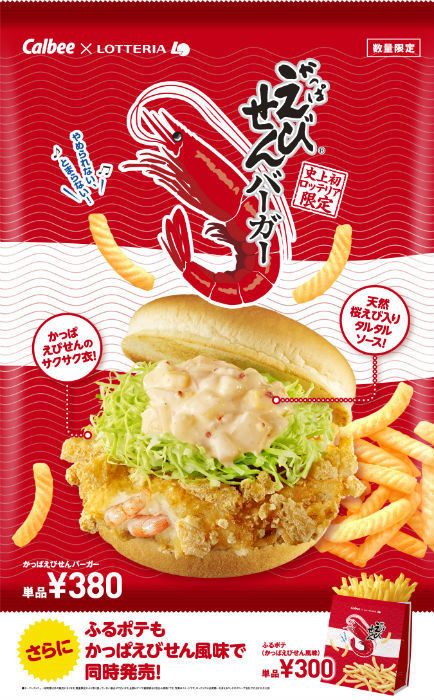 Calbee × LOTTERIA
数量限定
かっぱ
えびせん®
バーガー
やめられない、
とまらない!
史上初
ロッテリア
限定
天然
桜えび入り
タルタル
ソース!
かっぱ
えびせんの
サクサク衣!
かっぱえびせんバーガー
単品¥380
さらに
ふるポテも
かっぱえびせん風味で
同時発売!
ふるポテ
(かっぱえびせん風味)
単品¥300
Calbee × LOTTERIA